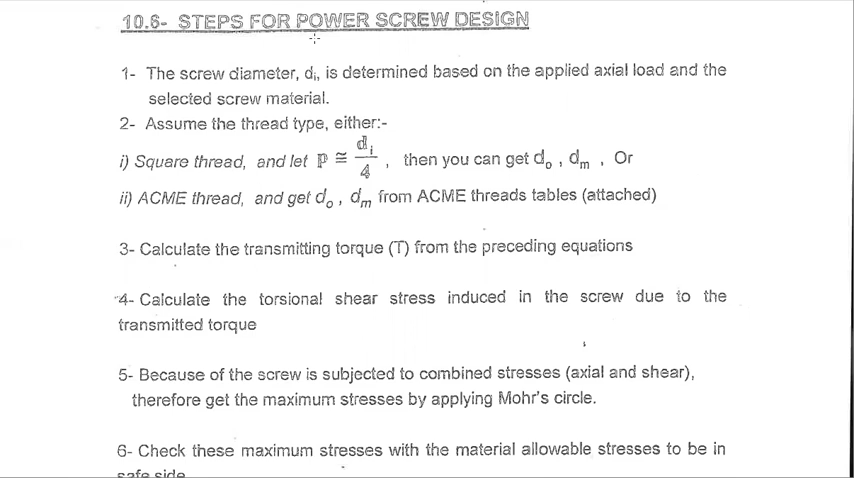 10.6- STEPS FOR POWER SCREW DESIGN
1- The screw diameter, di, is determined based on the applied axial load and the
selected screw material.
2- Assume the thread type, either:-
i) Square thread, and let P ≅ di/4 , then you can get do , dm , Or
ii) ACME thread, and get do , dm from ACME threads tables (attached)
3- Calculate the transmitting torque (T) from the preceding equations
4- Calculate the torsional shear stress induced in the screw due to the
transmitted torque
5- Because of the screw is subjected to combined stresses (axial and shear),
therefore get the maximum stresses by applying Mohr's circle.
6- Check these maximum stresses with the material allowable stresses to be in
safe side